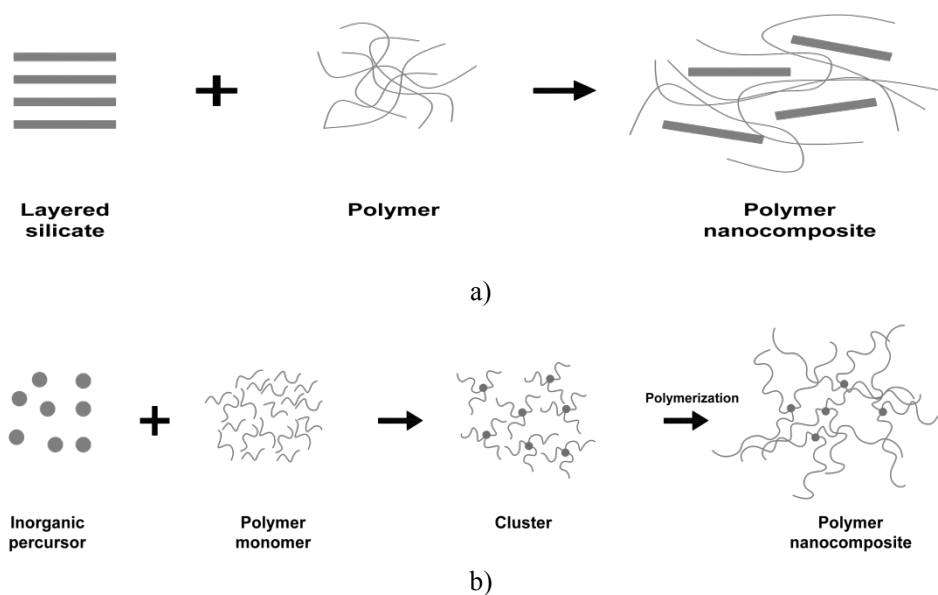 Layered
silicate
Polymer
Polymer
nanocomposite
a)
Polymerization
Inorganic
percursor
Polymer
monomer
Cluster
Polymer
nanocomposite
b)